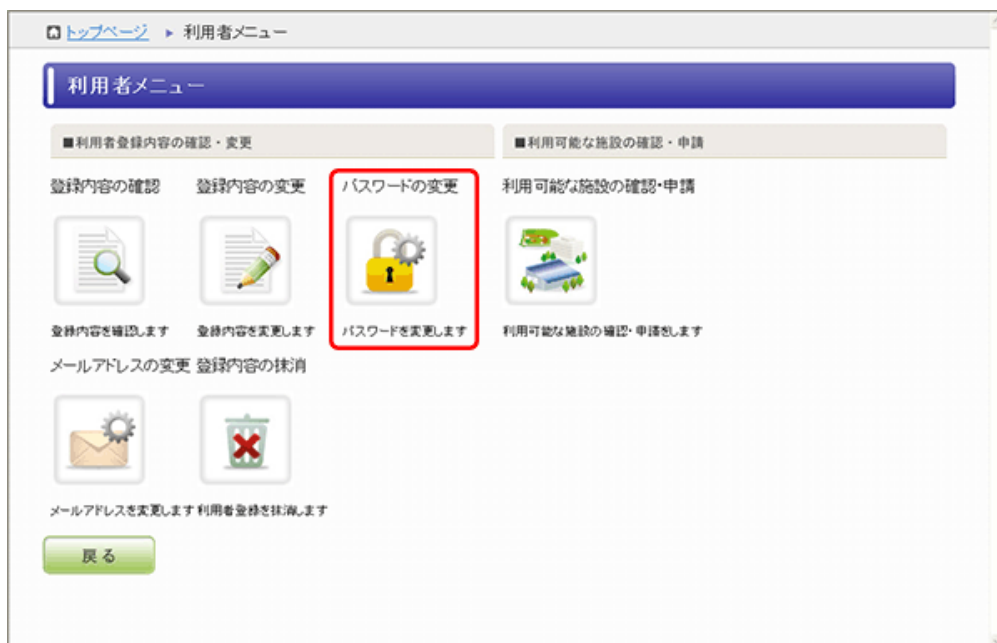 トップページ ▶ 利用者メニュー
利用者メニュー
■利用者登録内容の確認・変更
■利用可能な施設の確認・申請
登録内容の確認
登録内容の変更
パスワードの変更
利用可能な施設の確認・申請
登録内容を確認します
登録内容を変更します
パスワードを変更します
利用可能な施設の確認・申請をします
メールアドレスの変更
登録内容の抹消
メールアドレスを変更します
利用者登録を抹消します
戻る